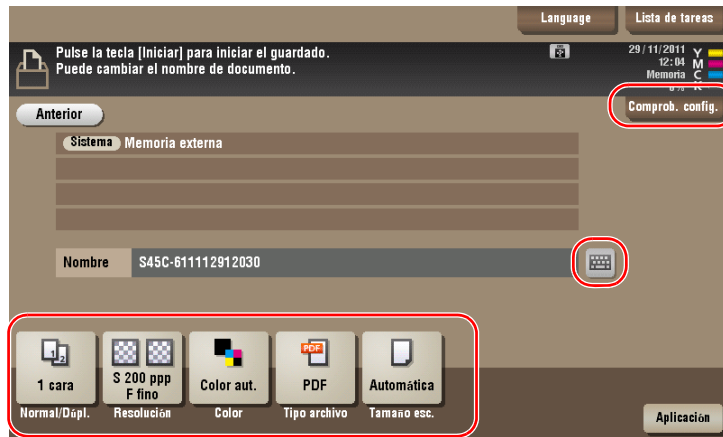 Language
Lista de tareas
Pulse la tecla [Iniciar] para iniciar el guardado.
Puede cambiar el nombre de documento.
29/11/2011
12:04
Memoria
Y
M
C
K
Comprob. config.
Anterior
Sistema Memoria externa
Nombre S45C-611112912030
1 2
PDF
1 cara
S 200 ppp
F fino
Color aut.
PDF
Automática
Normal/Dúpl.
Resolución
Color
Tipo archivo
Tamaño esc.
Aplicación